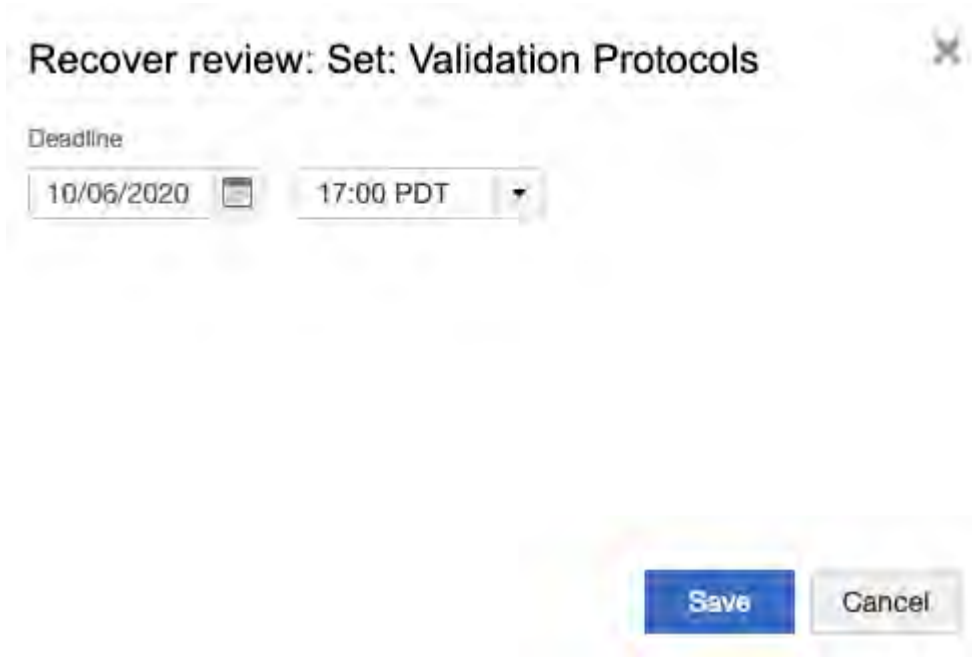 Recover review: Set: Validation Protocols
Deadline
10/06/2020 17:00 PDT
Save Cancel